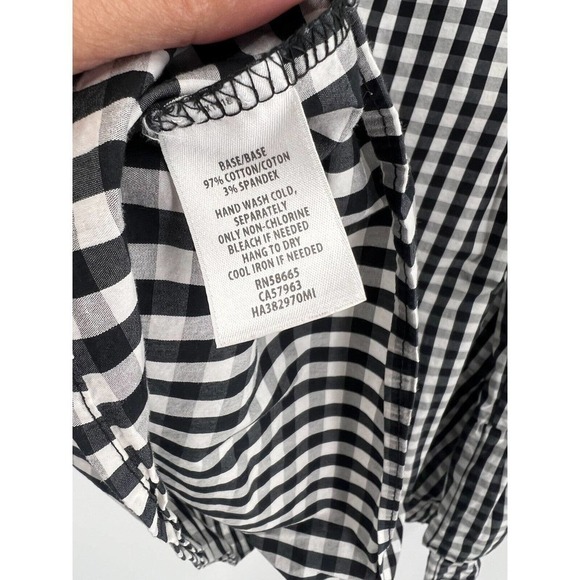 BASE/BASE
97% COTTON/COTON
3% SPANDEX
HAND WASH COLD,
SEPARATELY
ONLY NON-CHLORINE
BLEACH IF NEEDED
HANG TO DRY
COOL IRON IF NEEDED
RN58665
CA57963
HA382970MI